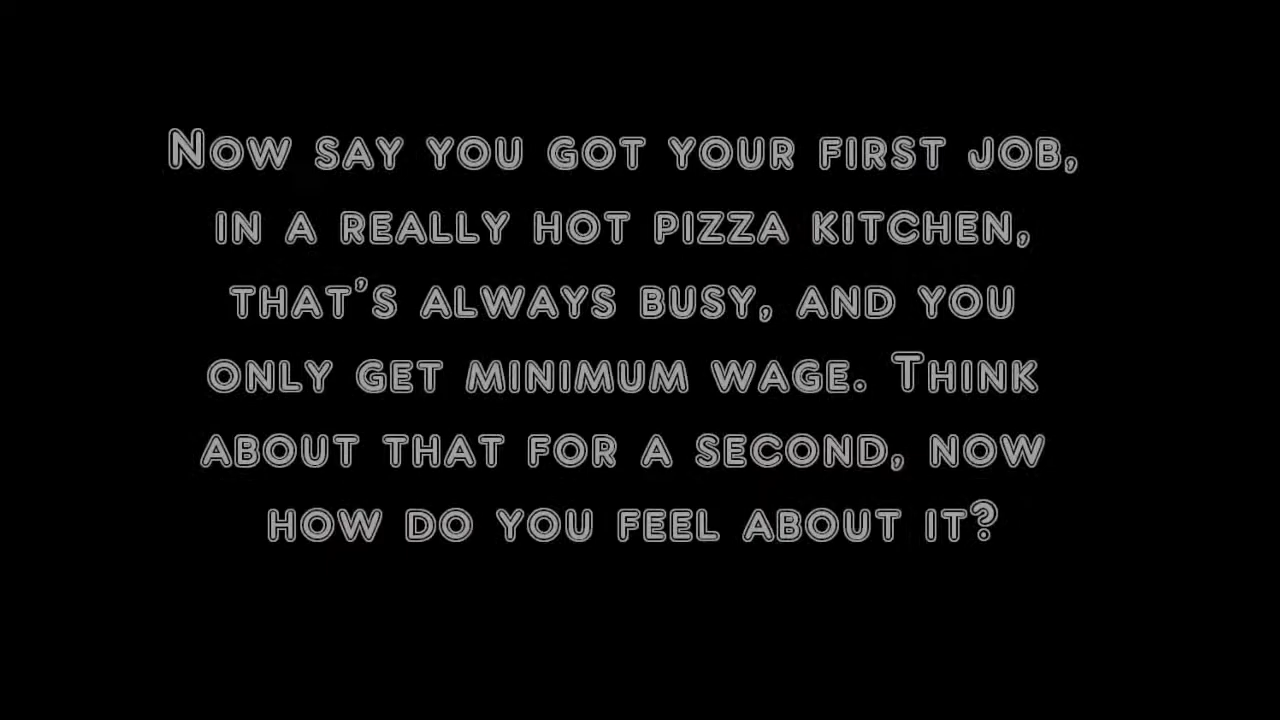 Now say you got your first job,
in a really hot pizza kitchen,
that's always busy, and you
only get minimum wage. Think
about that for a second, now
how do you feel about it?